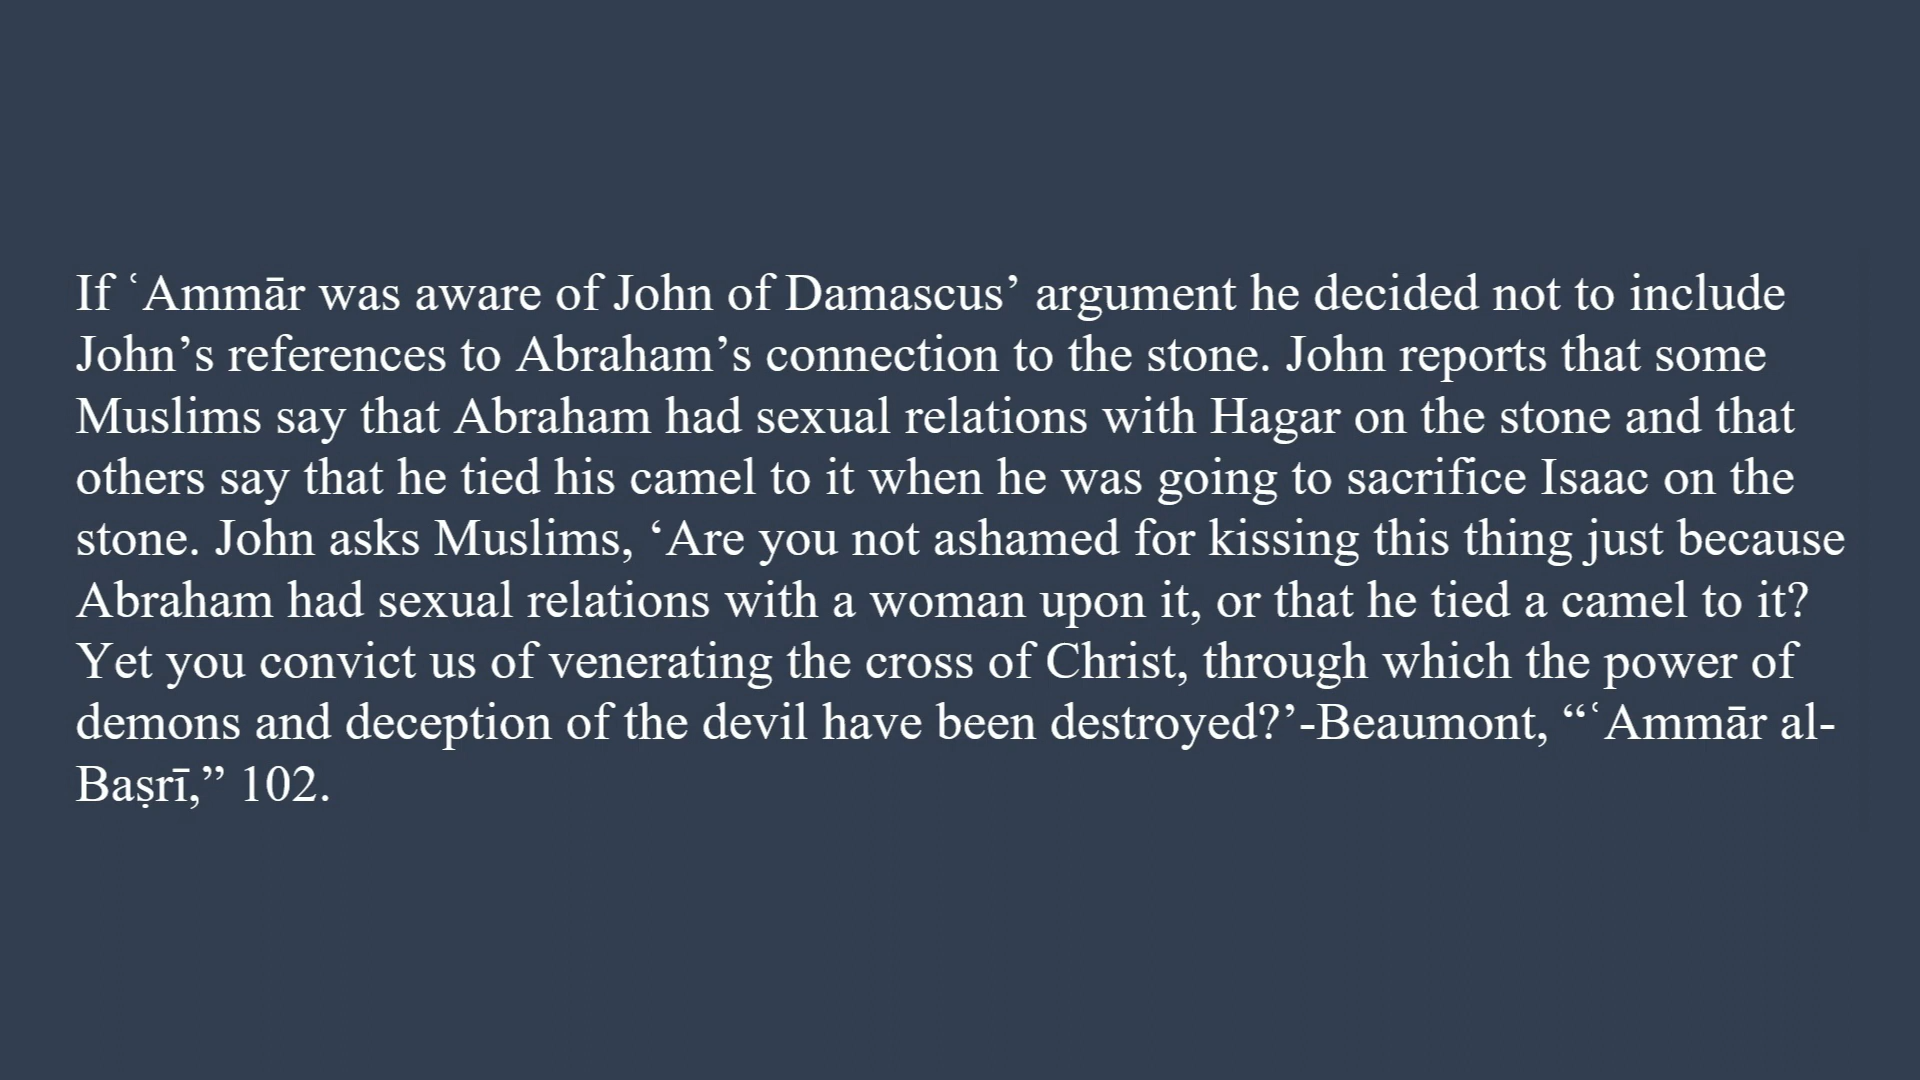 If ʿAmmār was aware of John of Damascus’ argument he decided not to include
John’s references to Abraham’s connection to the stone. John reports that some
Muslims say that Abraham had sexual relations with Hagar on the stone and that
others say that he tied his camel to it when he was going to sacrifice Isaac on the
stone. John asks Muslims, ‘Are you not ashamed for kissing this thing just because
Abraham had sexual relations with a woman upon it, or that he tied a camel to it?
Yet you convict us of venerating the cross of Christ, through which the power of
demons and deception of the devil have been destroyed?’-Beaumont, “ʿAmmār al-
Baṣrī,” 102.